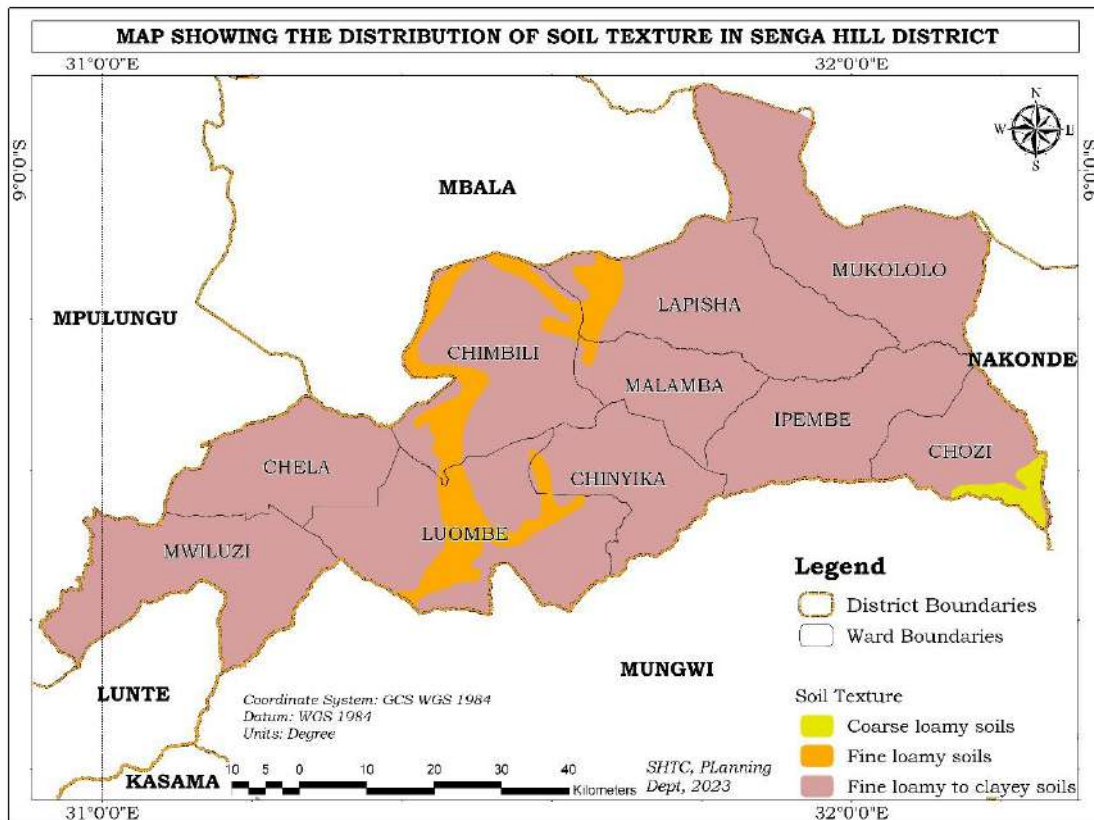 MAP SHOWING THE DISTRIBUTION OF SOIL TEXTURE IN SENGA HILL DISTRICT
31°0'0"E
32°0'0"E
9°0'0"S
9°0'0"S
N
W
E
S
MBALA
MUKOLOLO
LAPISHA
MPULUNGU
CHIMBILI
NAKONDE
MALAMBA
IPEMBE
CHOZI
CHELA
CHINYIKA
LUOMBE
MWILUZI
Legend
District Boundaries
Ward Boundaries
MUNGWI
LUNTE
Coordinate System: GCS WGS 1984
Datum: WGS 1984
Units: Degree
Soil Texture
Coarse loamy soils
Fine loamy soils
Fine loamy to clayey soils
KASAMA
10 5 0 10 20 30 40
Kilometers
SHTC, PLanning
Dept, 2023
31°0'0"E
32°0'0"E